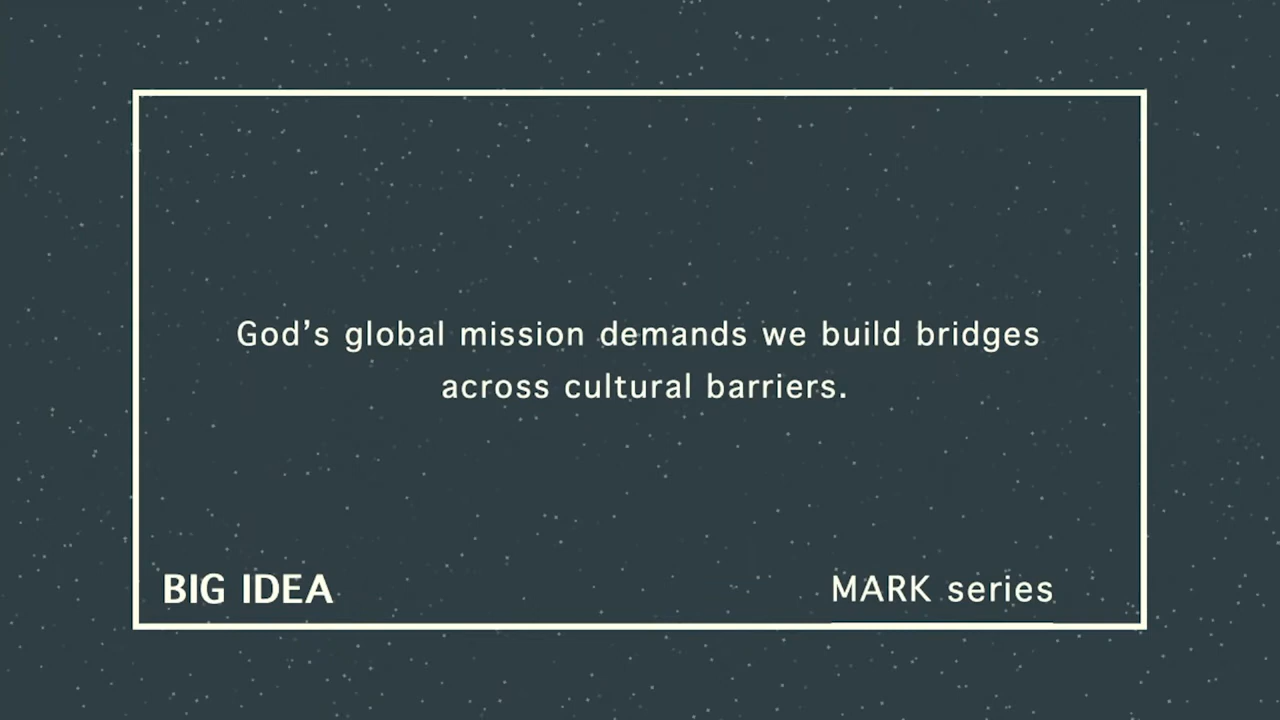 God’s global mission demands we build bridges
across cultural barriers.
BIG IDEA
MARK series